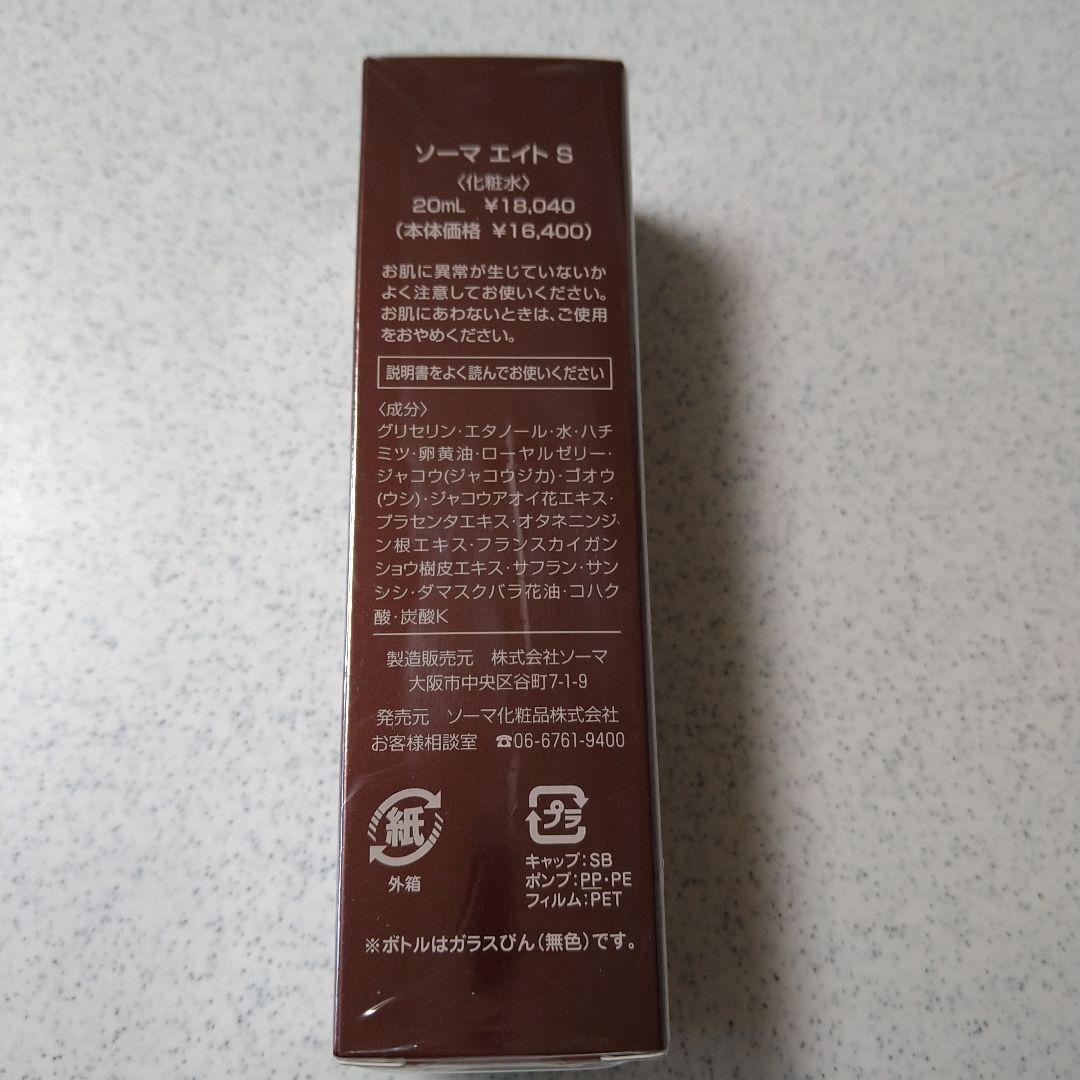 ソーマ エイト S
〈化粧水〉
20mL ¥18,040
(本体価格 ¥16,400)
お肌に異常が生じていないか
よく注意してお使いください。
お肌にあわないときは、ご使用
をおやめください。
説明書をよく読んでお使いください
〈成分〉
グリセリン・エタノール・水・ハチ
ミツ・卵黄油・ローヤルゼリー・
ジャコウ(ジャコウジカ)・ゴオウ
(ウシ)・ジャコウアオイ花エキス・
プラセンタエキス・オタネニンジ
ン根エキス・フランスカイガン
ショウ樹皮エキス・サフラン・サン
シシ・ダマスクバラ花油・コハク
酸・炭酸K
製造販売元 株式会社ソーマ
大阪市中央区谷町7-1-9
発売元 ソーマ化粧品株式会社
お客様相談室 ☎06-6761-9400
紙
外箱
プラ
キャップ:SB
ポンプ:PP・PE
フィルム:PET
※ボトルはガラスびん(無色)です。